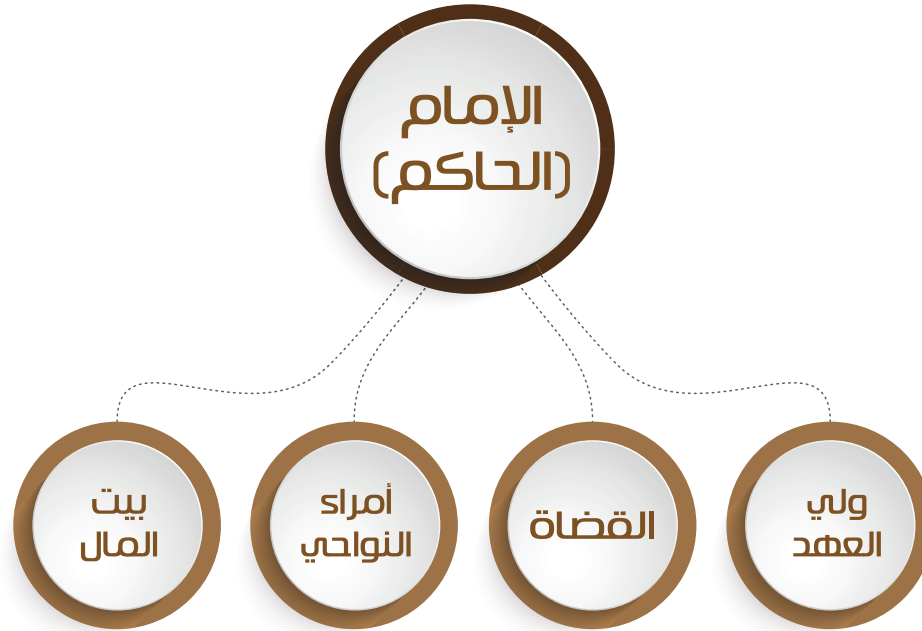 الإمام
(الحاكم)
ولي
العهد
القضاة
أمراء
النواحي
بيت
المال